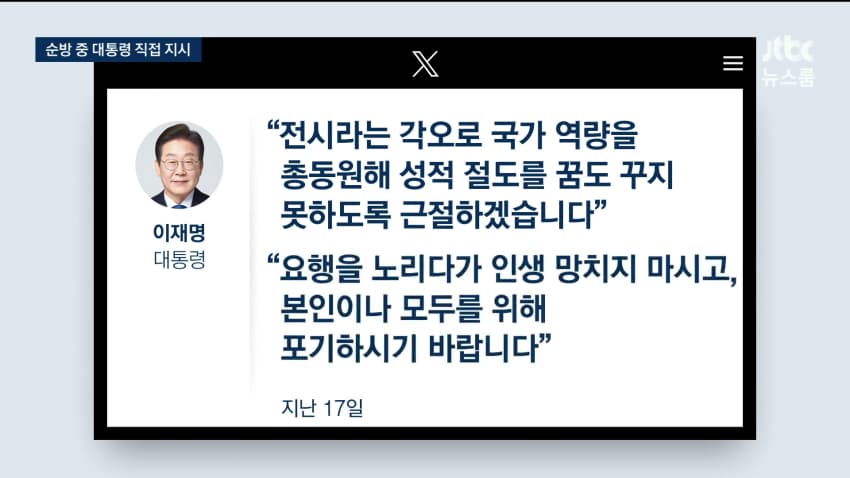 순방 중 대통령 직접 지시
X
jtbc
뉴스룸
“전시라는 각오로 국가 역량을
총동원해 성적 절도를 꿈도 꾸지
못하도록 근절하겠습니다”
이재명
대통령
“요행을 노리다가 인생 망치지 마시고,
본인이나 모두를 위해
포기하시기 바랍니다”
지난 17일